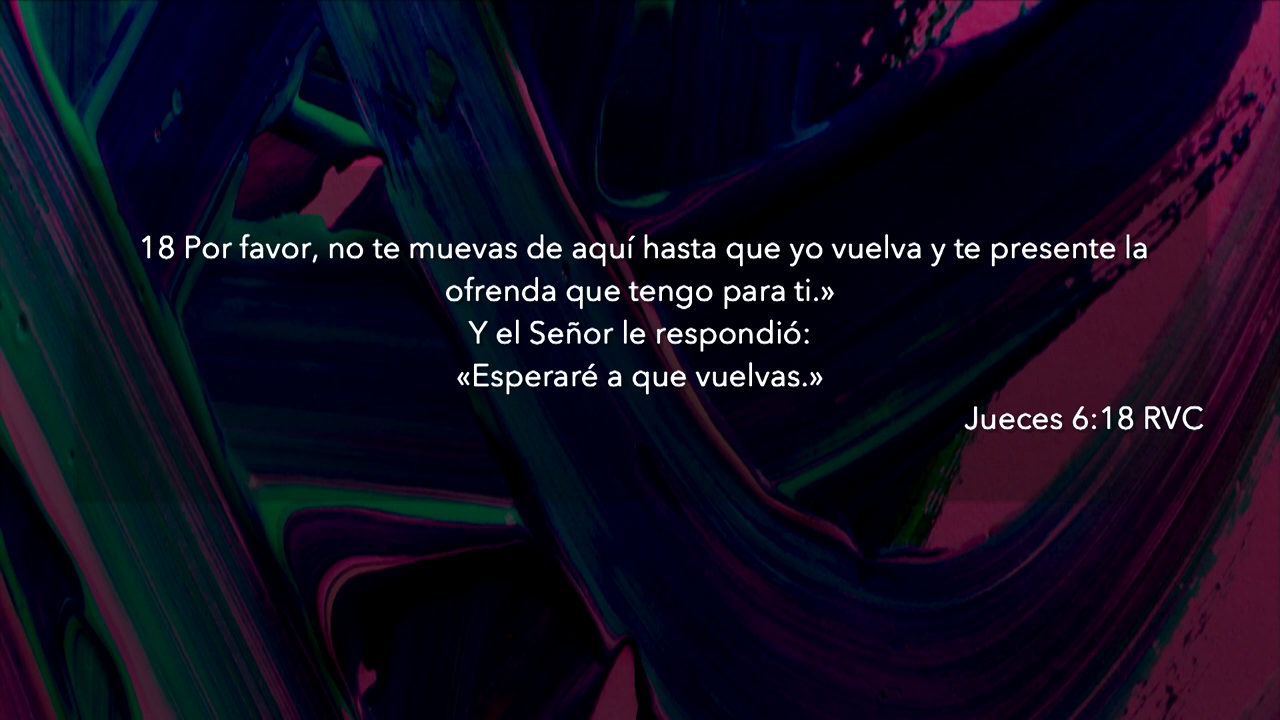 18 Por favor, no te muevas de aquí hasta que yo vuelva y te presente la
ofrenda que tengo para ti.»
Y el Señor le respondió:
«Esperaré a que vuelvas.»
Jueces 6:18 RVC